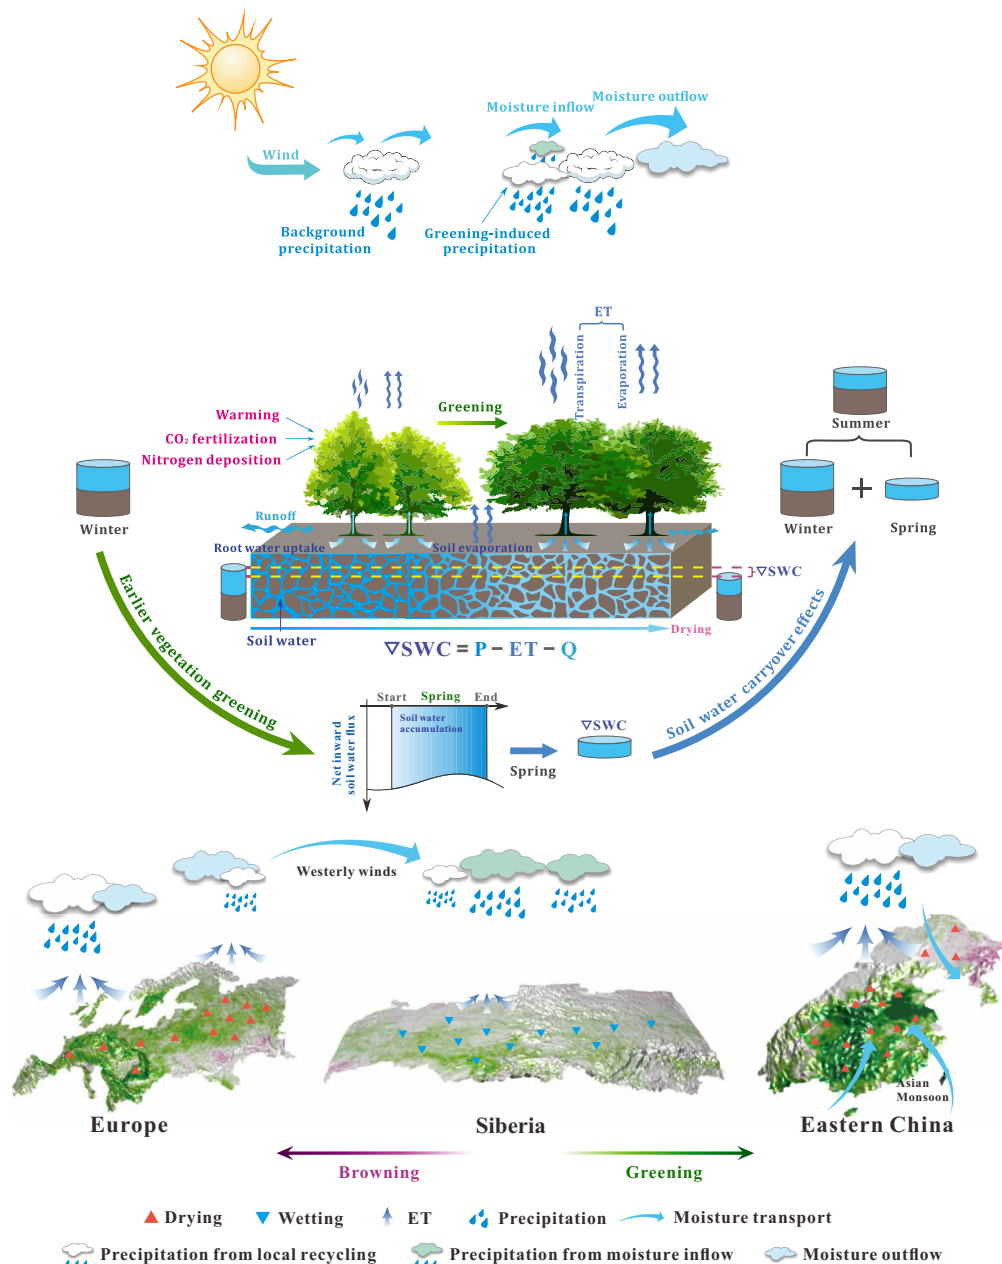 Moisture inflow
Moisture outflow
Wind
Background
precipitation
Greening-induced
precipitation
ET
Transpiration
Evaporation
Warming
CO₂ fertilization
Nitrogen deposition
Greening
Summer
Winter
Winter
+
Spring
Runoff
Root water uptake
Soil evaporation
▽SWC
Soil water
Drying
▽SWC = P − ET − Q
Earlier vegetation greening
Soil water carryover effects
Start
Spring
End
Soil water
accumulation
Net inward
soil water flux
Spring
▽SWC
Westerly winds
Asian
Monsoon
Europe
Siberia
Eastern China
Browning
Greening
Drying
Wetting
ET
Precipitation
Moisture transport
Precipitation from local recycling
Precipitation from moisture inflow
Moisture outflow